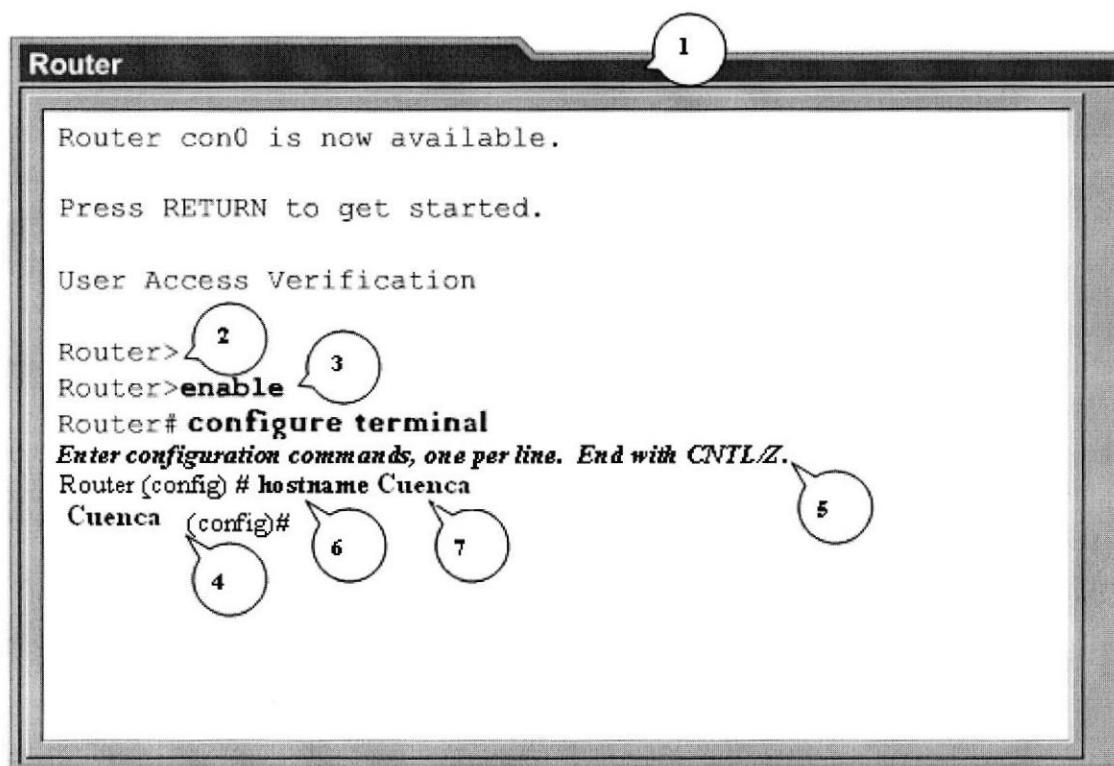 1
Router
Router con0 is now available.
Press RETURN to get started.
User Access Verification
Router> 2
Router>enable 3
Router# configure terminal
Enter configuration commands, one per line. End with CNTL/Z.
Router (config) # hostname Cuenca 5
Cuenca (config)# 6 7
4